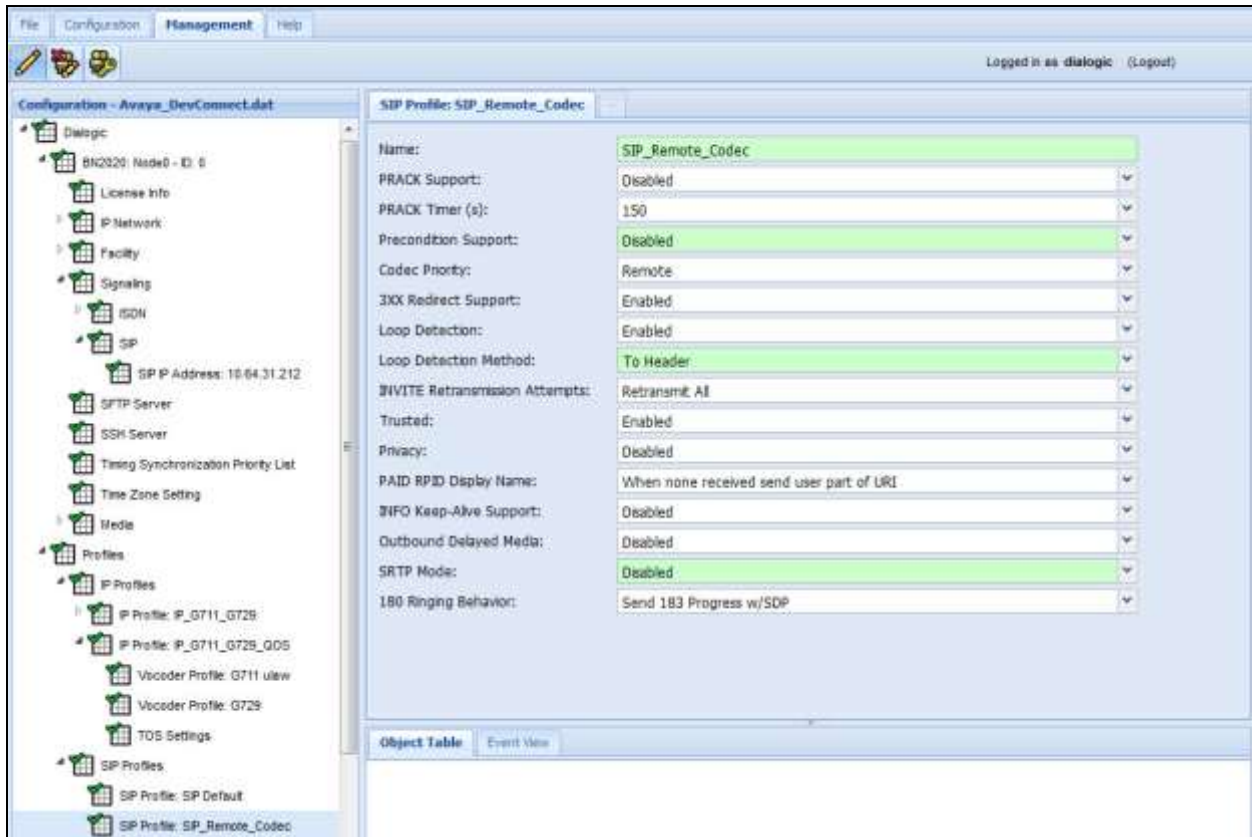 File Configuration Management Help
Logged in as dialogic (Logout)
Configuration - Avaya_DevConnect.dat
Dialogic
BN2020: Node0 - ID: 0
License Info
IP Network
Facility
Signaling
ISDN
SIP
SIP IP Address: 10.64.31.212
SFTP Server
SSH Server
Timing Synchronization Priority List
Time Zone Setting
Media
Profiles
IP Profiles
IP Profile: IP_G711_G729
IP Profile: IP_G711_G729_QOS
Vocoder Profile: G711 ulaw
Vocoder Profile: G729
TOS Settings
SIP Profiles
SIP Profile: SIP Default
SIP Profile: SIP_Remote_Codec
SIP Profile: SIP_Remote_Codec
Name: SIP_Remote_Codec
PRACK Support: Disabled
PRACK Timer (s): 150
Precondition Support: Disabled
Codec Priority: Remote
3XX Redirect Support: Enabled
Loop Detection: Enabled
Loop Detection Method: To Header
INVITE Retransmission Attempts: Retransmit All
Trusted: Enabled
Privacy: Disabled
PAID RPID Display Name: When none received send user part of URI
INFO Keep-Alive Support: Disabled
Outbound Delayed Media: Disabled
SRTP Mode: Disabled
180 Ringing Behavior: Send 183 Progress w/SDP
Object Table Event View